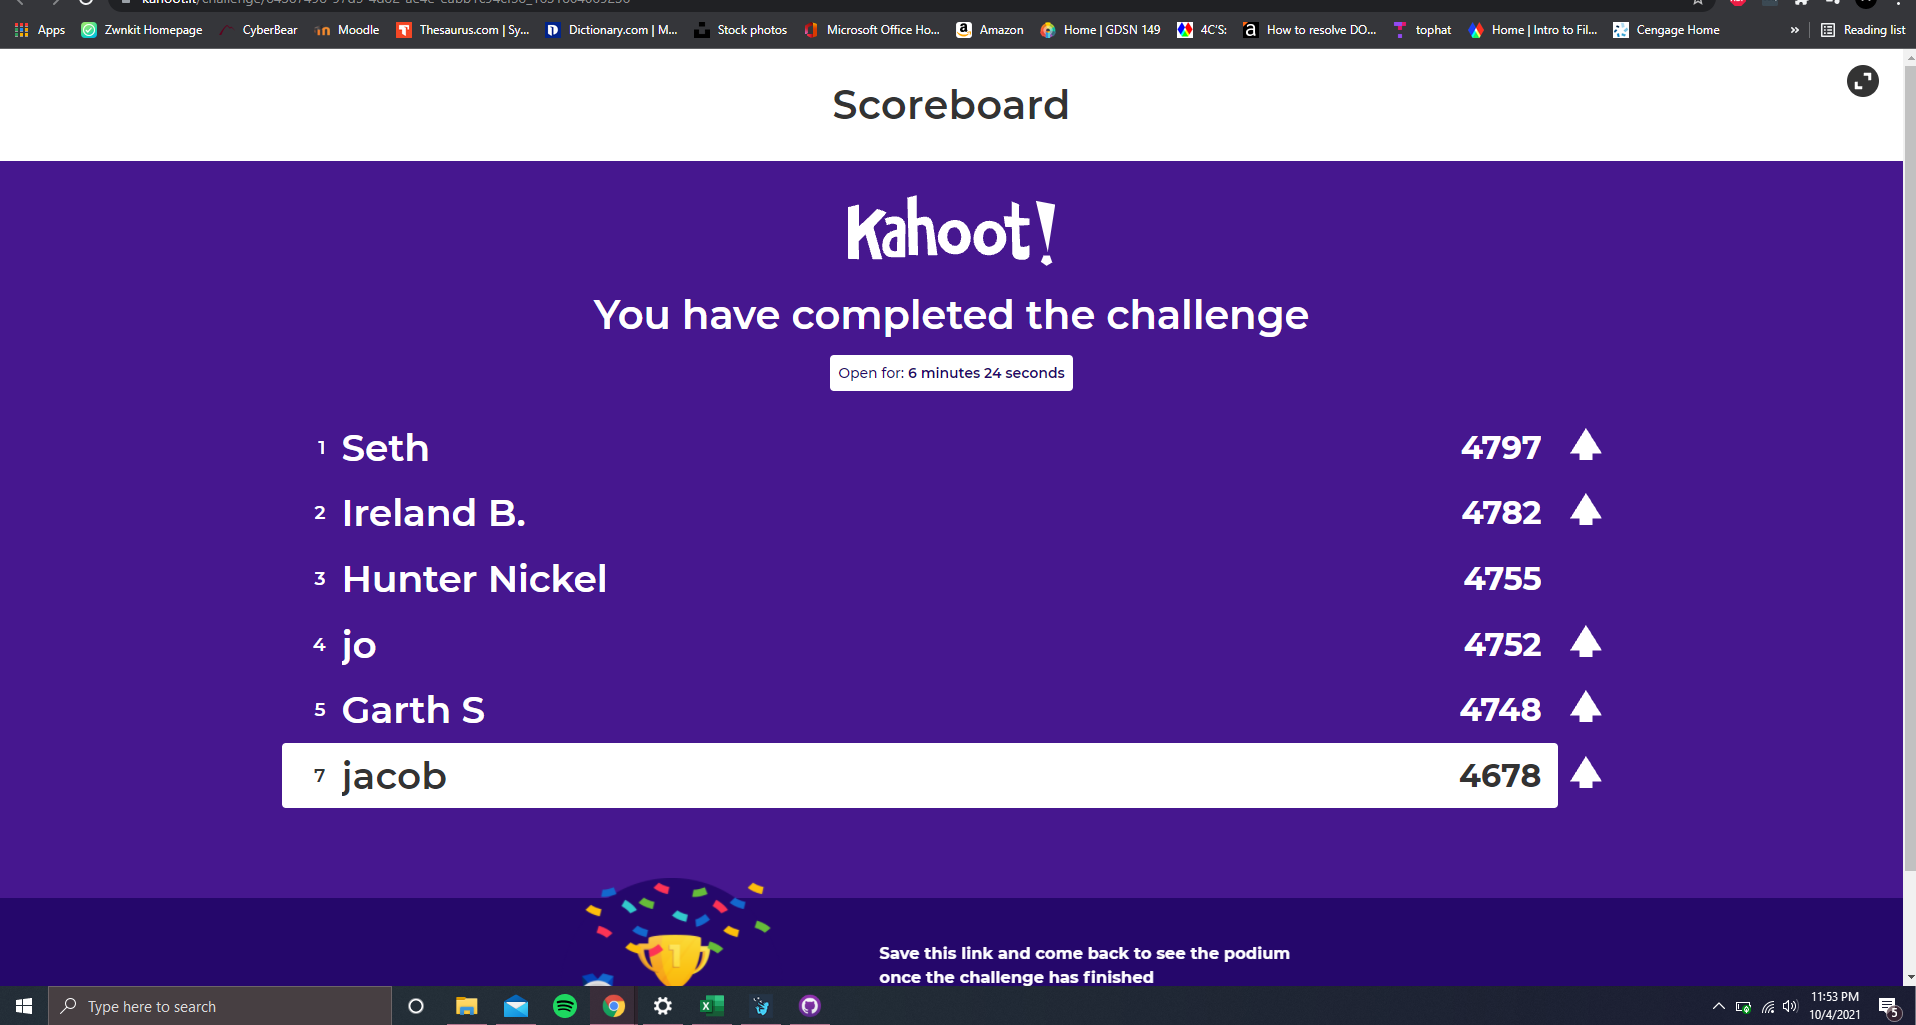 Apps Zwnkit Homepage CyberBear Moodle Thesaurus.com | Sy... Dictionary.com | M... Stock photos Microsoft Office Ho... Amazon Home | GDSN 149 4C'S: How to resolve DO... tophat Home | Intro to Fil... Cengage Home » Reading list
Scoreboard
Kahoot!
You have completed the challenge
Open for: 6 minutes 24 seconds
1 Seth 4797
2 Ireland B. 4782
3 Hunter Nickel 4755
4 jo 4752
5 Garth S 4748
7 jacob 4678
1
Save this link and come back to see the podium
once the challenge has finished
Type here to search
11:53 PM
10/4/2021
5